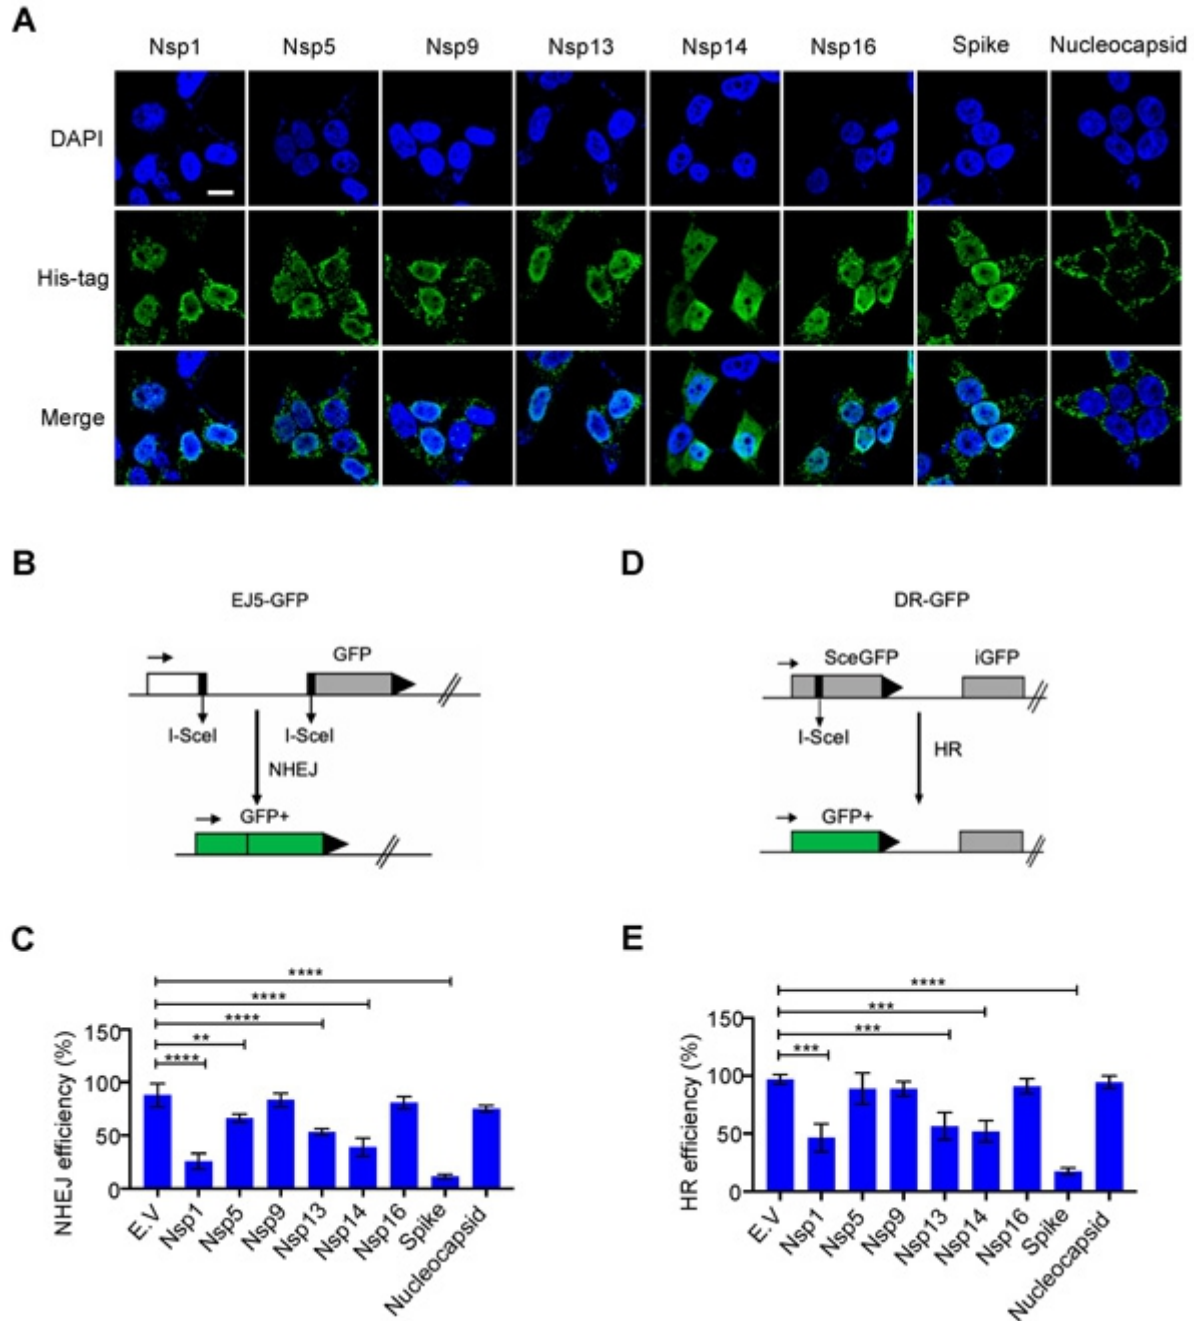 A
Nsp1 Nsp5 Nsp9 Nsp13 Nsp14 Nsp16 Spike Nucleocapsid
DAPI
His-tag
Merge
B
EJ5-GFP
GFP
I-SceI I-SceI
NHEJ
GFP+
D
DR-GFP
SceGFP iGFP
I-SceI
HR
GFP+
C
****
****
****
**
****
NHEJ efficiency (%)
150
100
50
0
E.V Nsp1 Nsp5 Nsp9 Nsp13 Nsp14 Nsp16 Spike Nucleocapsid
E
****
***
***
***
HR efficiency (%)
150
100
50
0
E.V Nsp1 Nsp5 Nsp9 Nsp13 Nsp14 Nsp16 Spike Nucleocapsid